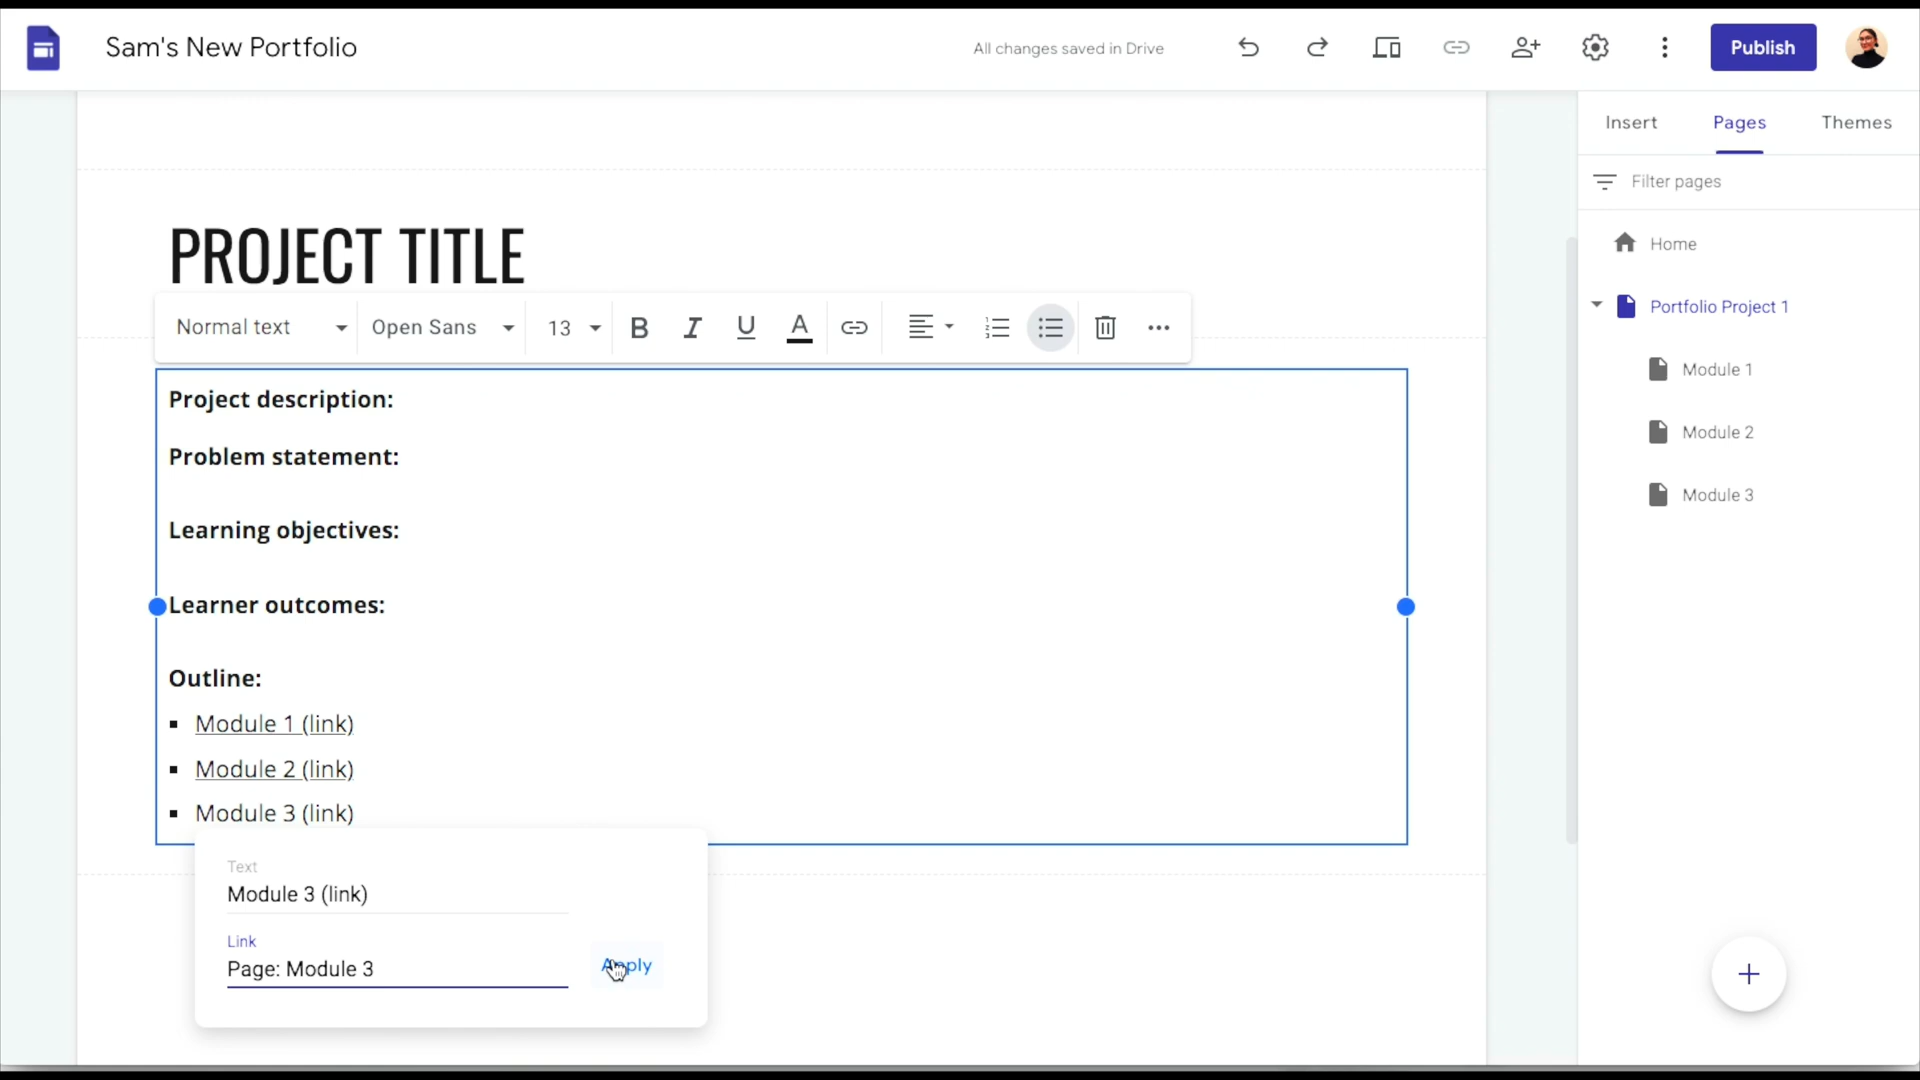 Sam's New Portfolio
All changes saved in Drive
Publish
Insert
Pages
Themes
Filter pages
Home
Portfolio Project 1
Module 1
Module 2
Module 3
PROJECT TITLE
Normal text
Open Sans
13
B I U A
Project description:
Problem statement:
Learning objectives:
Learner outcomes:
Outline:
▪ Module 1 (link)
▪ Module 2 (link)
▪ Module 3 (link)
Text
Module 3 (link)
Link
Page: Module 3
Apply